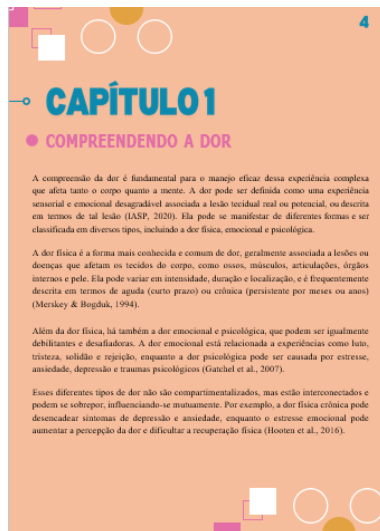 4
CAPÍTULO 1
COMPREENDENDO A DOR
A compreensão da dor é fundamental para o manejo eficaz dessa experiência complexa
que afeta tanto o corpo quanto a mente. A dor pode ser definida como uma experiência
sensorial e emocional desagradável associada a lesão tecidual real ou potencial, ou descrita
em termos de tal lesão (IASP, 2020). Ela pode se manifestar de diferentes formas e ser
classificada em diversos tipos, incluindo a dor física, emocional e psicológica.
A dor física é a forma mais conhecida e comum de dor, geralmente associada a lesões ou
doenças que afetam os tecidos do corpo, como ossos, músculos, articulações, órgãos
internos e pele. Ela pode variar em intensidade, duração e localização, e é frequentemente
descrita em termos de aguda (curto prazo) ou crônica (persistente por meses ou anos)
(Merskey & Bogduk, 1994).
Além da dor física, há também a dor emocional e psicológica, que podem ser igualmente
debilitantes e desafiadoras. A dor emocional está relacionada a experiências como luto,
tristeza, solidão e rejeição, enquanto a dor psicológica pode ser causada por estresse,
ansiedade, depressão e traumas psicológicos (Gatchel et al., 2007).
Esses diferentes tipos de dor não são compartimentalizados, mas estão interconectados e
podem se sobrepor, influenciando-se mutuamente. Por exemplo, a dor física crônica pode
desencadear sintomas de depressão e ansiedade, enquanto o estresse emocional pode
aumentar a percepção da dor e dificultar a recuperação física (Hooten et al., 2016).